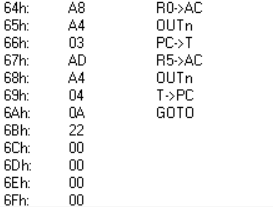 64h: A8 R0->AC
65h: A4 OUTn
66h: 03 PC->T
67h: AD R5->AC
68h: A4 OUTn
69h: 04 T->PC
6Ah: 0A GOTO
6Bh: 22
6Ch: 00
6Dh: 00
6Eh: 00
6Fh: 00